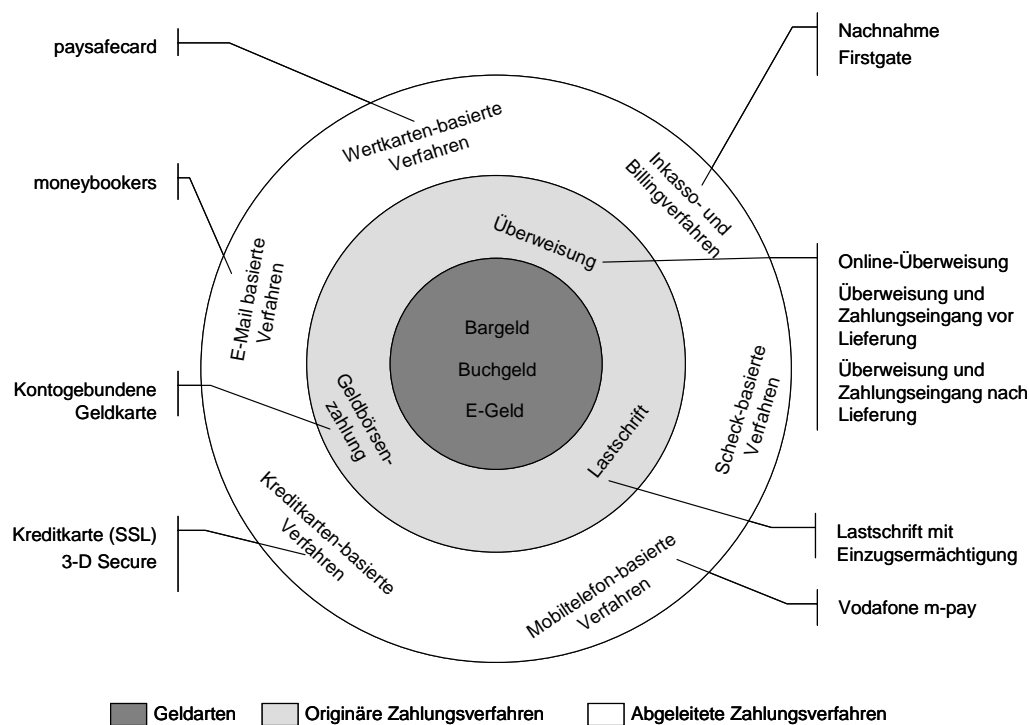 paysafecard
moneybookers
Kontogebundene
Geldkarte
Kreditkarte (SSL)
3-D Secure
Wertkarten-basierte
Verfahren
Inkasso- und
Billingverfahren
E-Mail basierte
Verfahren
Scheck-basierte
Verfahren
Kreditkarten-basierte
Verfahren
Mobiltelefon-basierte
Verfahren
Überweisung
Geldbörsen-
zahlung
Lastschrift
Bargeld
Buchgeld
E-Geld
Nachnahme
Firstgate
Online-Überweisung
Überweisung und
Zahlungseingang vor
Lieferung
Überweisung und
Zahlungseingang nach
Lieferung
Lastschrift mit
Einzugsermächtigung
Vodafone m-pay
Geldarten
Originäre Zahlungsverfahren
Abgeleitete Zahlungsverfahren